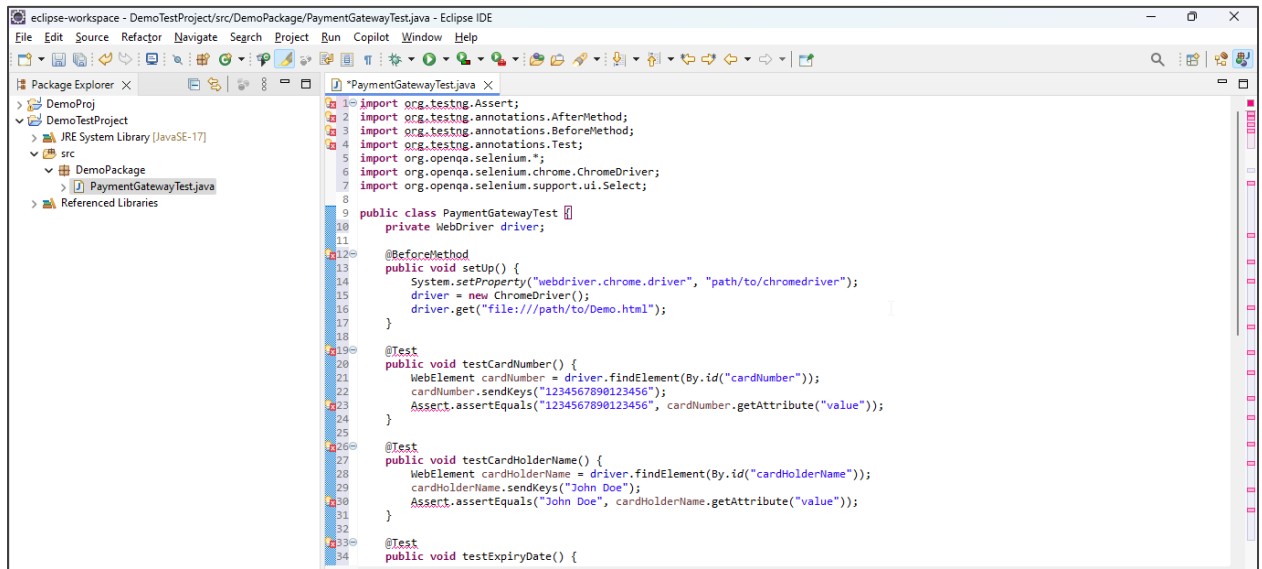 eclipse-workspace - DemoTestProject/src/DemoPackage/PaymentGatewayTest.java - Eclipse IDE
File Edit Source Refactor Navigate Search Project Run Copilot Window Help
Package Explorer
DemoProj
DemoTestProject
JRE System Library [JavaSE-17]
src
DemoPackage
PaymentGatewayTest.java
Referenced Libraries
*PaymentGatewayTest.java
1 import org.testng.Assert;
2 import org.testng.annotations.AfterMethod;
3 import org.testng.annotations.BeforeMethod;
4 import org.testng.annotations.Test;
5 import org.openqa.selenium.*;
6 import org.openqa.selenium.chrome.ChromeDriver;
7 import org.openqa.selenium.support.ui.Select;
8
9 public class PaymentGatewayTest {
10     private WebDriver driver;
11
12     @BeforeMethod
13     public void setUp() {
14         System.setProperty("webdriver.chrome.driver", "path/to/chromedriver");
15         driver = new ChromeDriver();
16         driver.get("file:///path/to/Demo.html");
17     }
18
19     @Test
20     public void testCardNumber() {
21         WebElement cardNumber = driver.findElement(By.id("cardNumber"));
22         cardNumber.sendKeys("1234567890123456");
23         Assert.assertEquals("1234567890123456", cardNumber.getAttribute("value"));
24     }
25
26     @Test
27     public void testCardHolderName() {
28         WebElement cardHolderName = driver.findElement(By.id("cardHolderName"));
29         cardHolderName.sendKeys("John Doe");
30         Assert.assertEquals("John Doe", cardHolderName.getAttribute("value"));
31     }
32
33     @Test
34     public void testExpiryDate() {